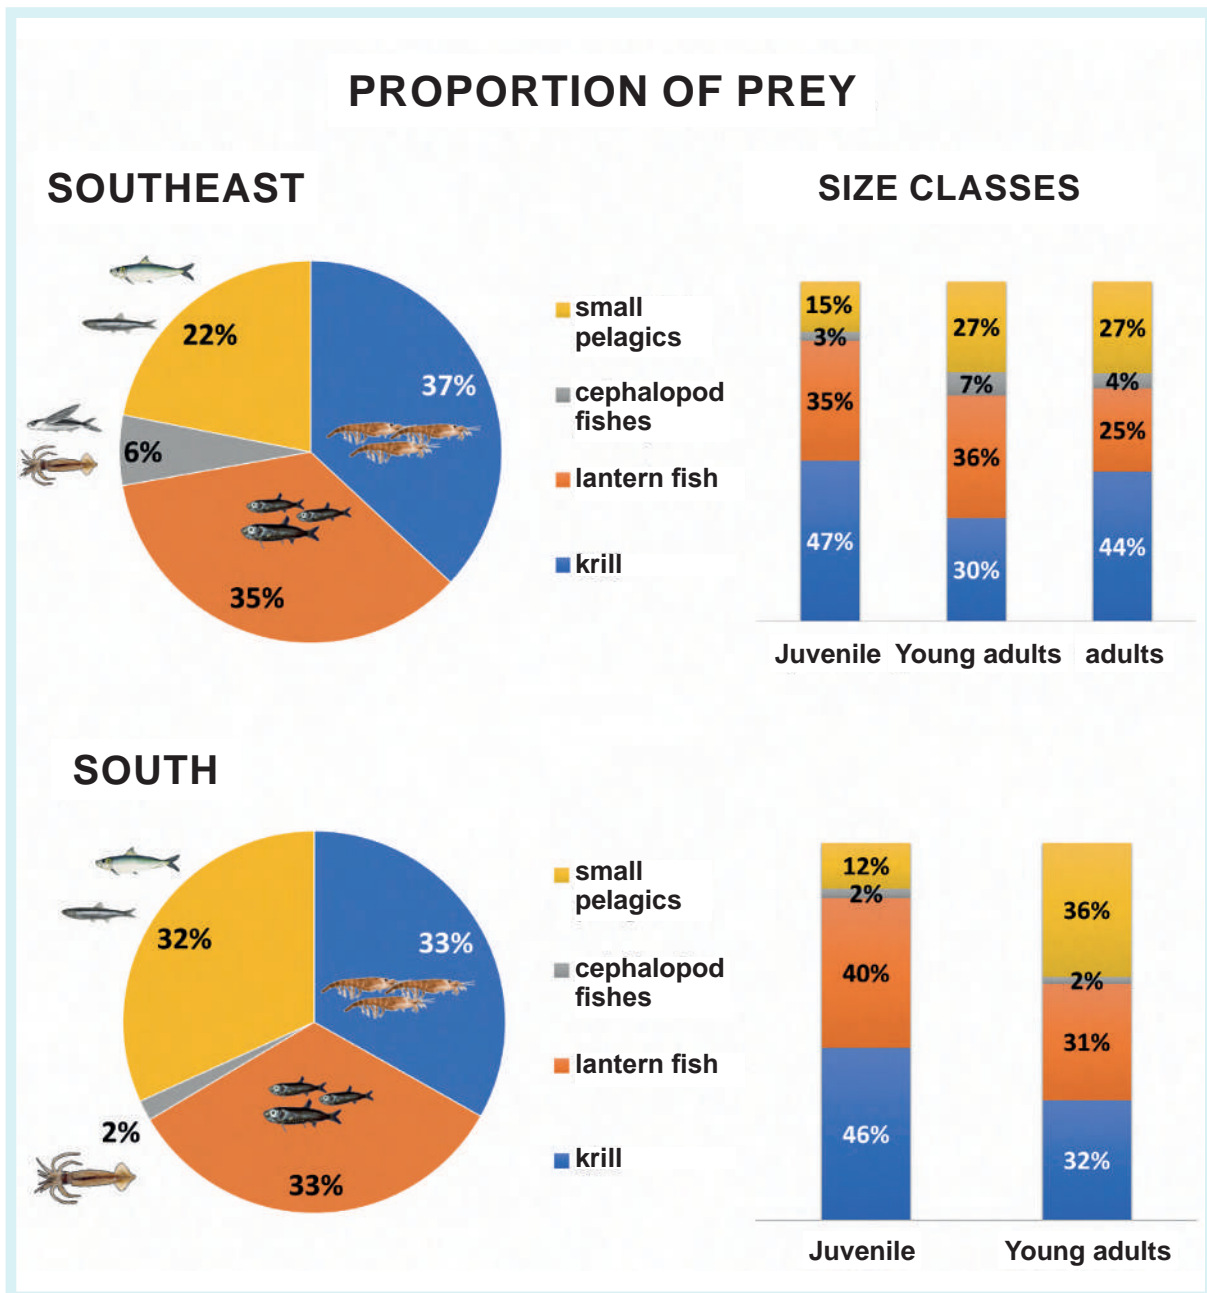 PROPORTION OF PREY
SOUTHEAST
SIZE CLASSES
22%
37%
6%
35%
small
pelagics
cephalopod
fishes
lantern fish
krill
15%
3%
35%
47%
27%
7%
36%
30%
27%
4%
25%
44%
Juvenile Young adults adults
SOUTH
32%
33%
2%
33%
small
pelagics
cephalopod
fishes
lantern fish
krill
12%
2%
40%
46%
36%
2%
31%
32%
Juvenile Young adults